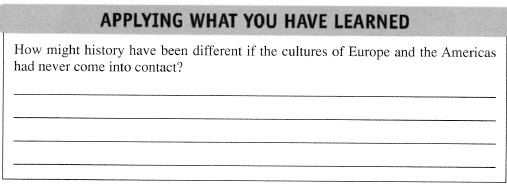 APPLYING WHAT YOU HAVE LEARNED
How might history have been different if the cultures of Europe and the Americas
had never come into contact?